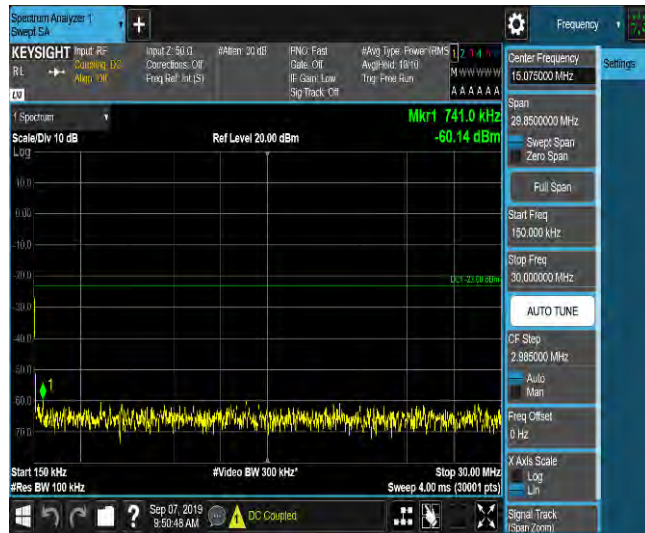 Spectrum Analyzer 1
Swept SA
Frequency
KEYSIGHT
RL
Input: RF
Coupling: DC
Align: Off
Input Z: 50 Ω
Corrections: Off
Freq Ref: Int (S)
#Atten: 30 dB
PNO: Fast
Gate: Off
IF Gain: Low
Sig Track: Off
#Avg Type: Power (RMS
Avg|Hold: 10/10
Trig: Free Run
M W W W W W
A A A A A A
1 Spectrum
Scale/Div 10 dB
Ref Level 20.00 dBm
Mkr1 741.0 kHz
-60.14 dBm
Log
10.0
0.00
-10.0
-20.0
-30.0
-40.0
-50.0
-60.0
-70.0
DL1 -23.00 dBm
1
Start 150 kHz
#Res BW 100 kHz
#Video BW 300 kHz*
Stop 30.00 MHz
Sweep 4.00 ms (30001 pts)
Sep 07, 2019
9:50:48 AM
DC Coupled
Center Frequency
15.075000 MHz
Settings
Span
29.8500000 MHz
Swept Span
Zero Span
Full Span
Start Freq
150.000 kHz
Stop Freq
30.000000 MHz
AUTO TUNE
CF Step
2.985000 MHz
Auto
Man
Freq Offset
0 Hz
X Axis Scale
Log
Lin
Signal Track
(Span Zoom)